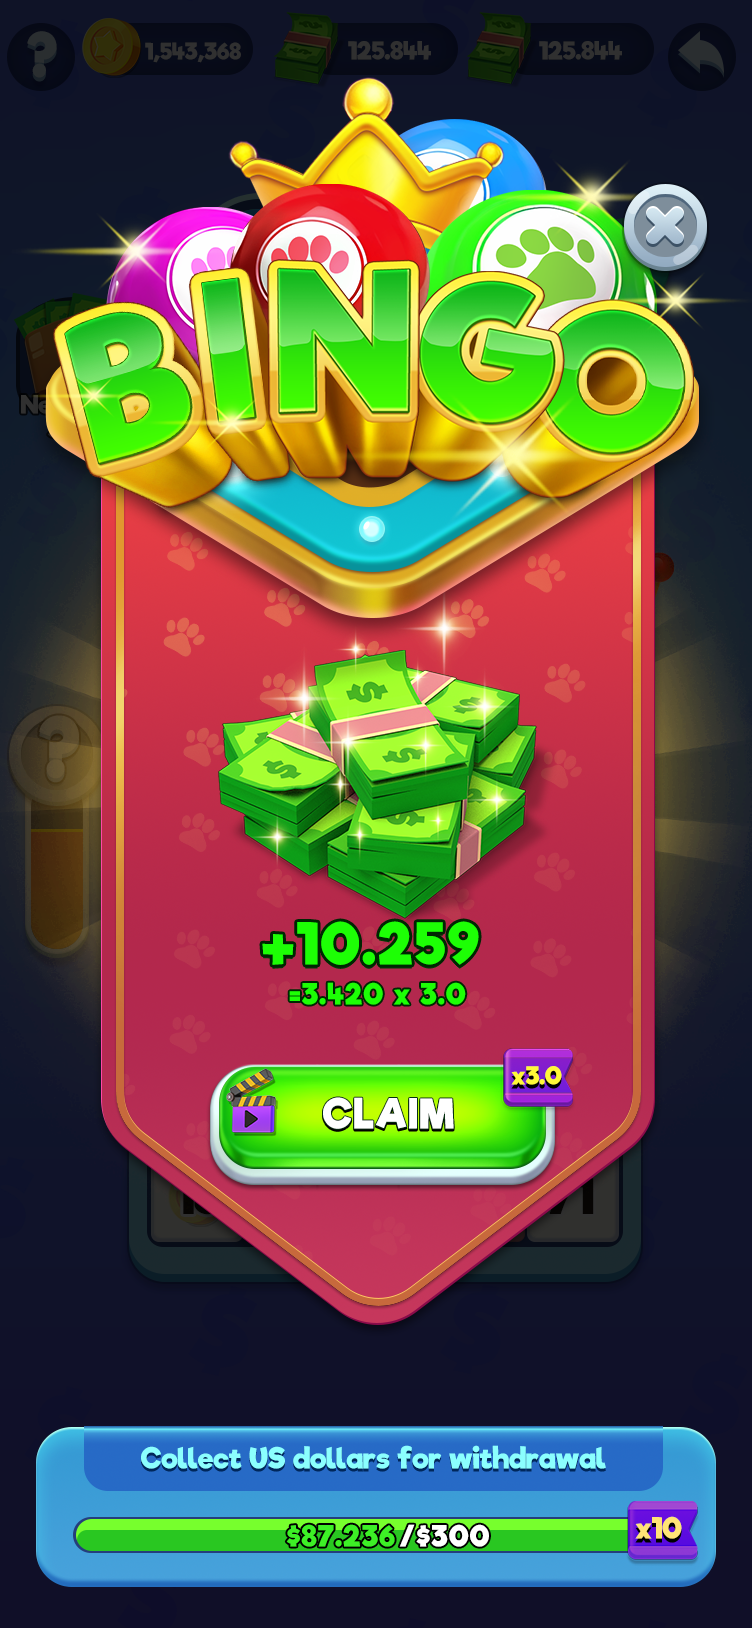 1,543,368
125.844
125.844
BINGO
+10.259
=3.420 x 3.0
x3.0
CLAIM
Collect US dollars for withdrawal
$87.236/$300
x10